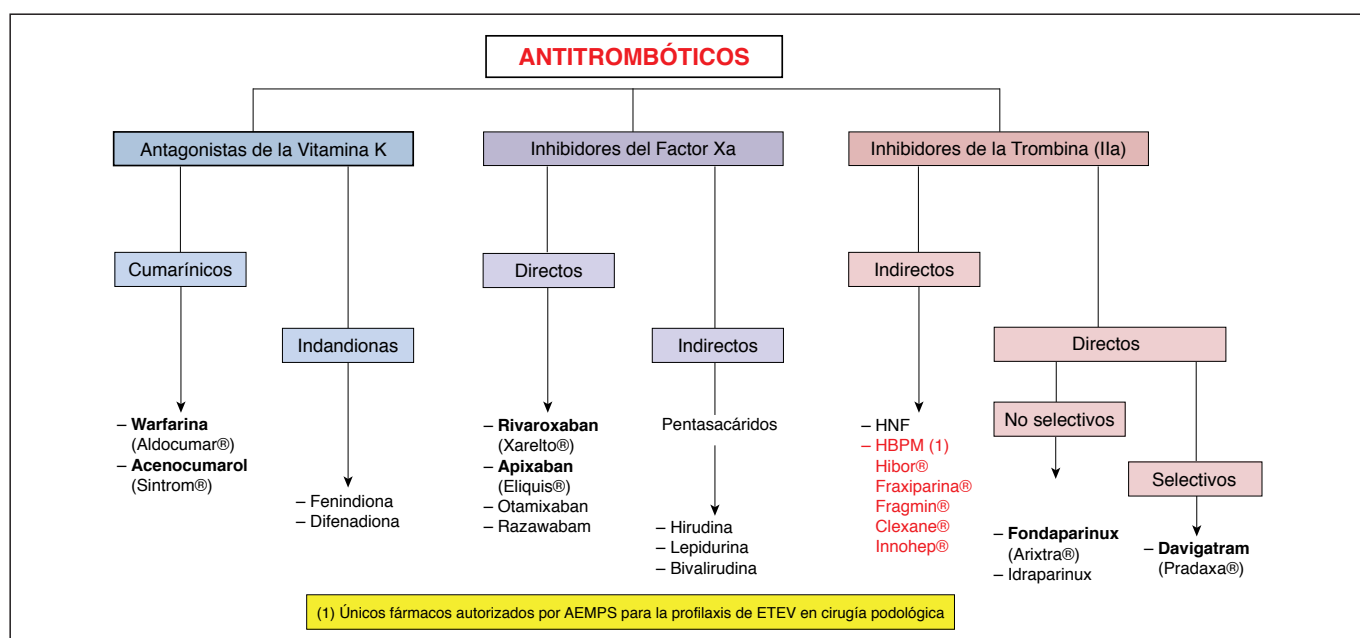 ANTITROMBÓTICOS
Antagonistas de la Vitamina K
Inhibidores del Factor Xa
Inhibidores de la Trombina (IIa)
Cumarínicos
Directos
Indirectos
Indandionas
Indirectos
Directos
– Warfarina
(Aldocumar®)
– Acenocumarol
(Sintrom®)
– Fenindiona
– Difenadiona
– Rivaroxaban
(Xarelto®)
– Apixaban
(Eliquis®)
– Otamixaban
– Razawabam
Pentasacáridos
– Hirudina
– Lepidurina
– Bivalirudina
– HNF
– HBPM (1)
Hibor®
Fraxiparina®
Fragmin®
Clexane®
Innohep®
No selectivos
Selectivos
– Fondaparinux
(Arixtra®)
– Idraparinux
– Davigatram
(Pradaxa®)
(1) Únicos fármacos autorizados por AEMPS para la profilaxis de ETEV en cirugía podológica